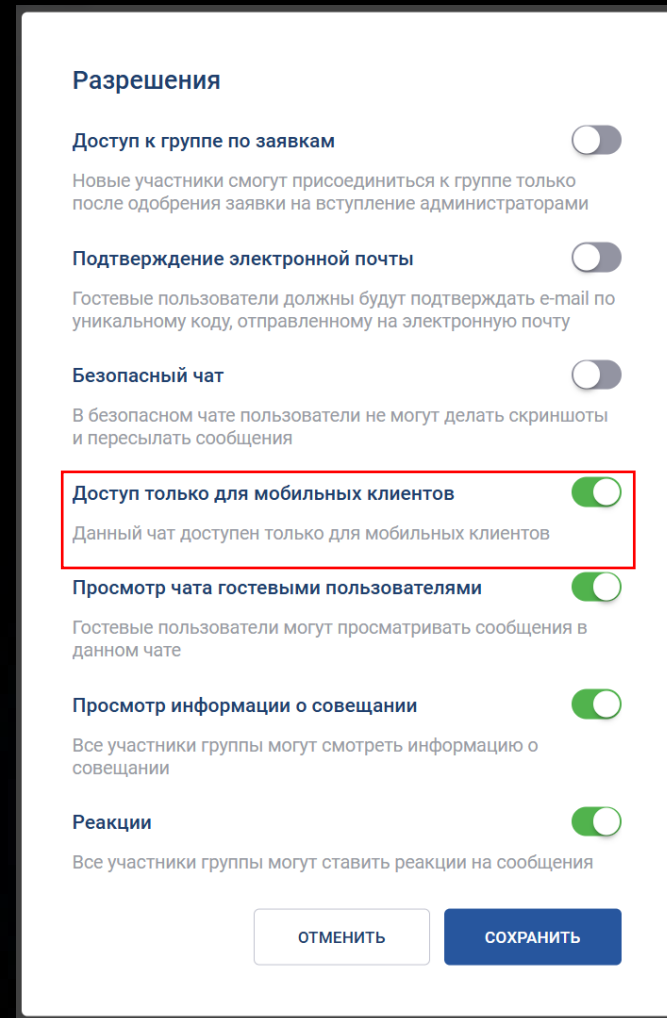 Разрешения
Доступ к группе по заявкам
Новые участники смогут присоединиться к группе только
после одобрения заявки на вступление администраторами
Подтверждение электронной почты
Гостевые пользователи должны будут подтверждать e-mail по
уникальному коду, отправленному на электронную почту
Безопасный чат
В безопасном чате пользователи не могут делать скриншоты
и пересылать сообщения
Доступ только для мобильных клиентов
Данный чат доступен только для мобильных клиентов
Просмотр чата гостевыми пользователями
Гостевые пользователи могут просматривать сообщения в
данном чате
Просмотр информации о совещании
Все участники группы могут смотреть информацию о
совещании
Реакции
Все участники группы могут ставить реакции на сообщения
ОТМЕНИТЬ
СОХРАНИТЬ